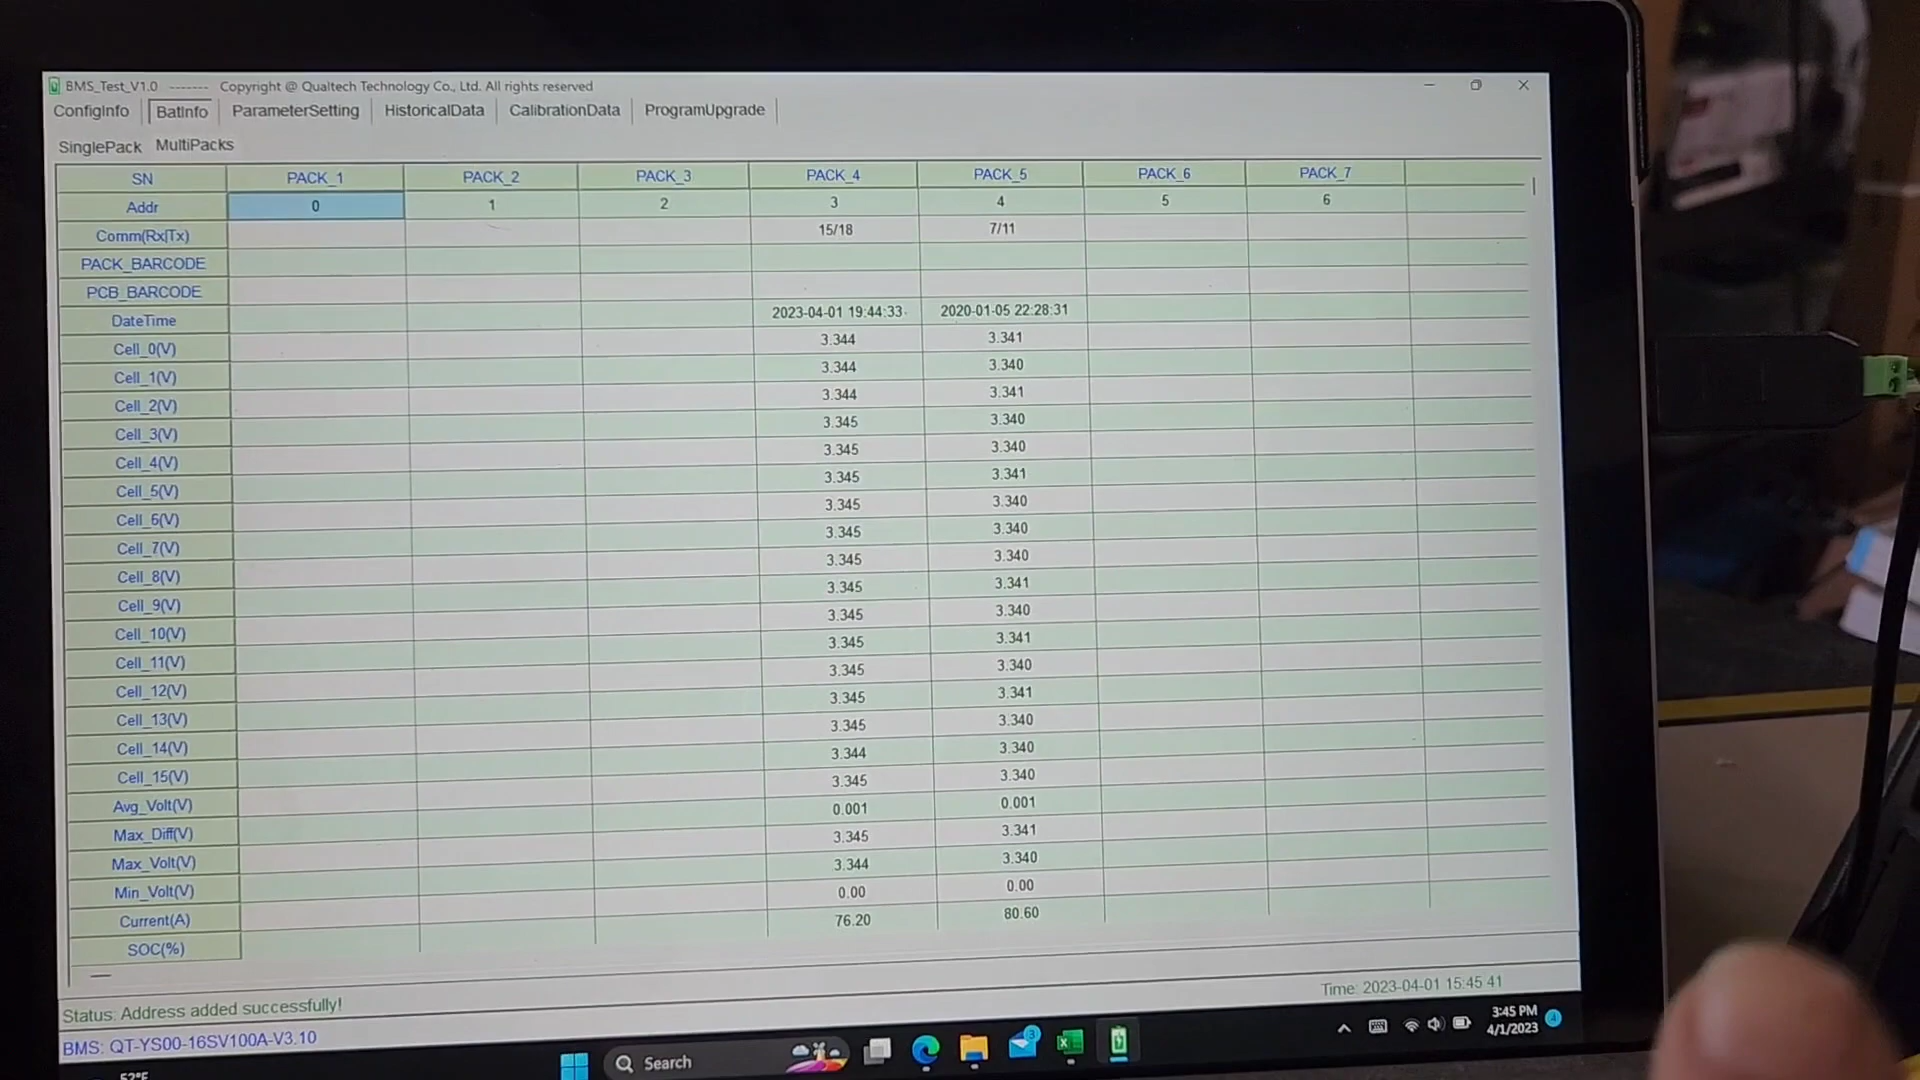 BMS_Test_V1.0 ------- Copyright @ Qualtech Technology Co., Ltd. All rights reserved
ConfigInfo BatInfo ParameterSetting HistoricalData CalibrationData ProgramUpgrade
SinglePack MultiPacks
SN PACK_1 PACK_2 PACK_3 PACK_4 PACK_5 PACK_6 PACK_7
Addr 0 1 2 3 4 5 6
Comm(Rx|Tx) 15/18 7/11
PACK_BARCODE
PCB_BARCODE
DateTime 2023-04-01 19:44:33 2020-01-05 22:28:31
Cell_0(V) 3.344 3.341
Cell_1(V) 3.344 3.340
Cell_2(V) 3.344 3.341
Cell_3(V) 3.345 3.340
Cell_4(V) 3.345 3.340
Cell_5(V) 3.345 3.341
Cell_6(V) 3.345 3.340
Cell_7(V) 3.345 3.340
Cell_8(V) 3.345 3.340
Cell_9(V) 3.345 3.341
Cell_10(V) 3.345 3.340
Cell_11(V) 3.345 3.341
Cell_12(V) 3.345 3.340
Cell_13(V) 3.345 3.341
Cell_14(V) 3.345 3.340
Cell_15(V) 3.344 3.340
Avg_Volt(V) 3.345 3.340
Max_Diff(V) 0.001 0.001
Max_Volt(V) 3.345 3.341
Min_Volt(V) 3.344 3.340
Current(A) 0.00 0.00
SOC(%) 76.20 80.60
Status: Address added successfully! Time: 2023-04-01 15:45:41
BMS: QT-YS00-16SV100A-V3.10
52°F
Search
3
3:45 PM
4/1/2023
4